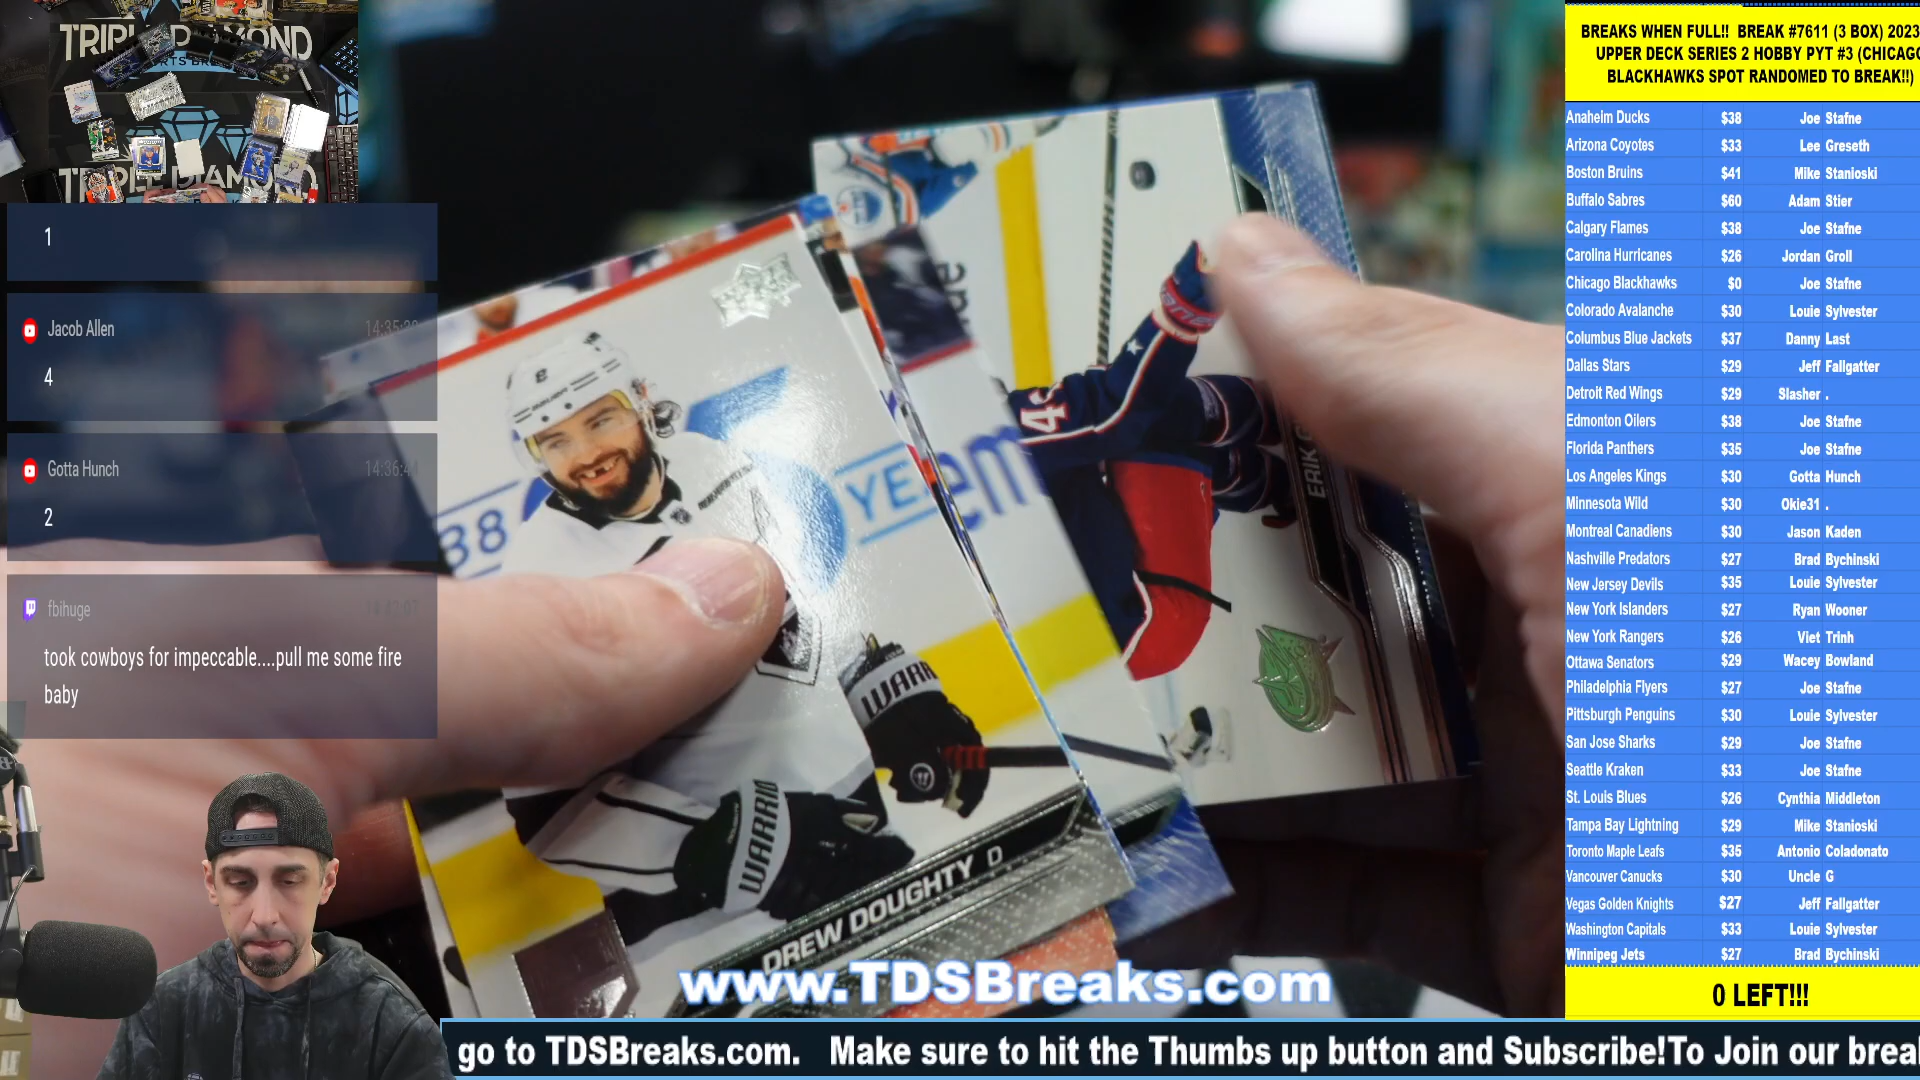 BREAKS WHEN FULL!! BREAK #7611 (3 BOX) 2023
UPPER DECK SERIES 2 HOBBY PYT #3 (CHICAGO
BLACKHAWKS SPOT RANDOMED TO BREAK!!)
Anaheim Ducks $38 Joe Stafne
Arizona Coyotes $33 Lee Greseth
Boston Bruins $41 Mike Stanioski
Buffalo Sabres $60 Adam Stier
Calgary Flames $38 Joe Stafne
Carolina Hurricanes $26 Jordan Groll
Chicago Blackhawks $0 Joe Stafne
Colorado Avalanche $30 Louie Sylvester
Columbus Blue Jackets $37 Danny Last
Dallas Stars $29 Jeff Fallgatter
Detroit Red Wings $29 Slasher .
Edmonton Oilers $38 Joe Stafne
Florida Panthers $35 Joe Stafne
Los Angeles Kings $30 Gotta Hunch
Minnesota Wild $30 Okie31 .
Montreal Canadiens $30 Jason Kaden
Nashville Predators $27 Brad Bychinski
New Jersey Devils $35 Louie Sylvester
New York Islanders $27 Ryan Wooner
New York Rangers $26 Viet Trinh
Ottawa Senators $29 Wacey Bowland
Philadelphia Flyers $27 Joe Stafne
Pittsburgh Penguins $30 Louie Sylvester
San Jose Sharks $29 Joe Stafne
Seattle Kraken $33 Joe Stafne
St. Louis Blues $26 Cynthia Middleton
Tampa Bay Lightning $29 Mike Stanioski
Toronto Maple Leafs $35 Antonio Coladonato
Vancouver Canucks $30 Uncle G
Vegas Golden Knights $27 Jeff Fallgatter
Washington Capitals $33 Louie Sylvester
Winnipeg Jets $27 Brad Bychinski
0 LEFT!!!
TRIPLE DIAMOND
1
Jacob Allen
4
Gotta Hunch
2
fbihuge
took cowboys for impeccable....pull me some fire
baby
8
88
YE
em
4
ERIK
WARR
WARRIO
DREW DOUGHTY D
www.TDSBreaks.com
go to TDSBreaks.com. Make sure to hit the Thumbs up button and Subscribe!To Join our brea